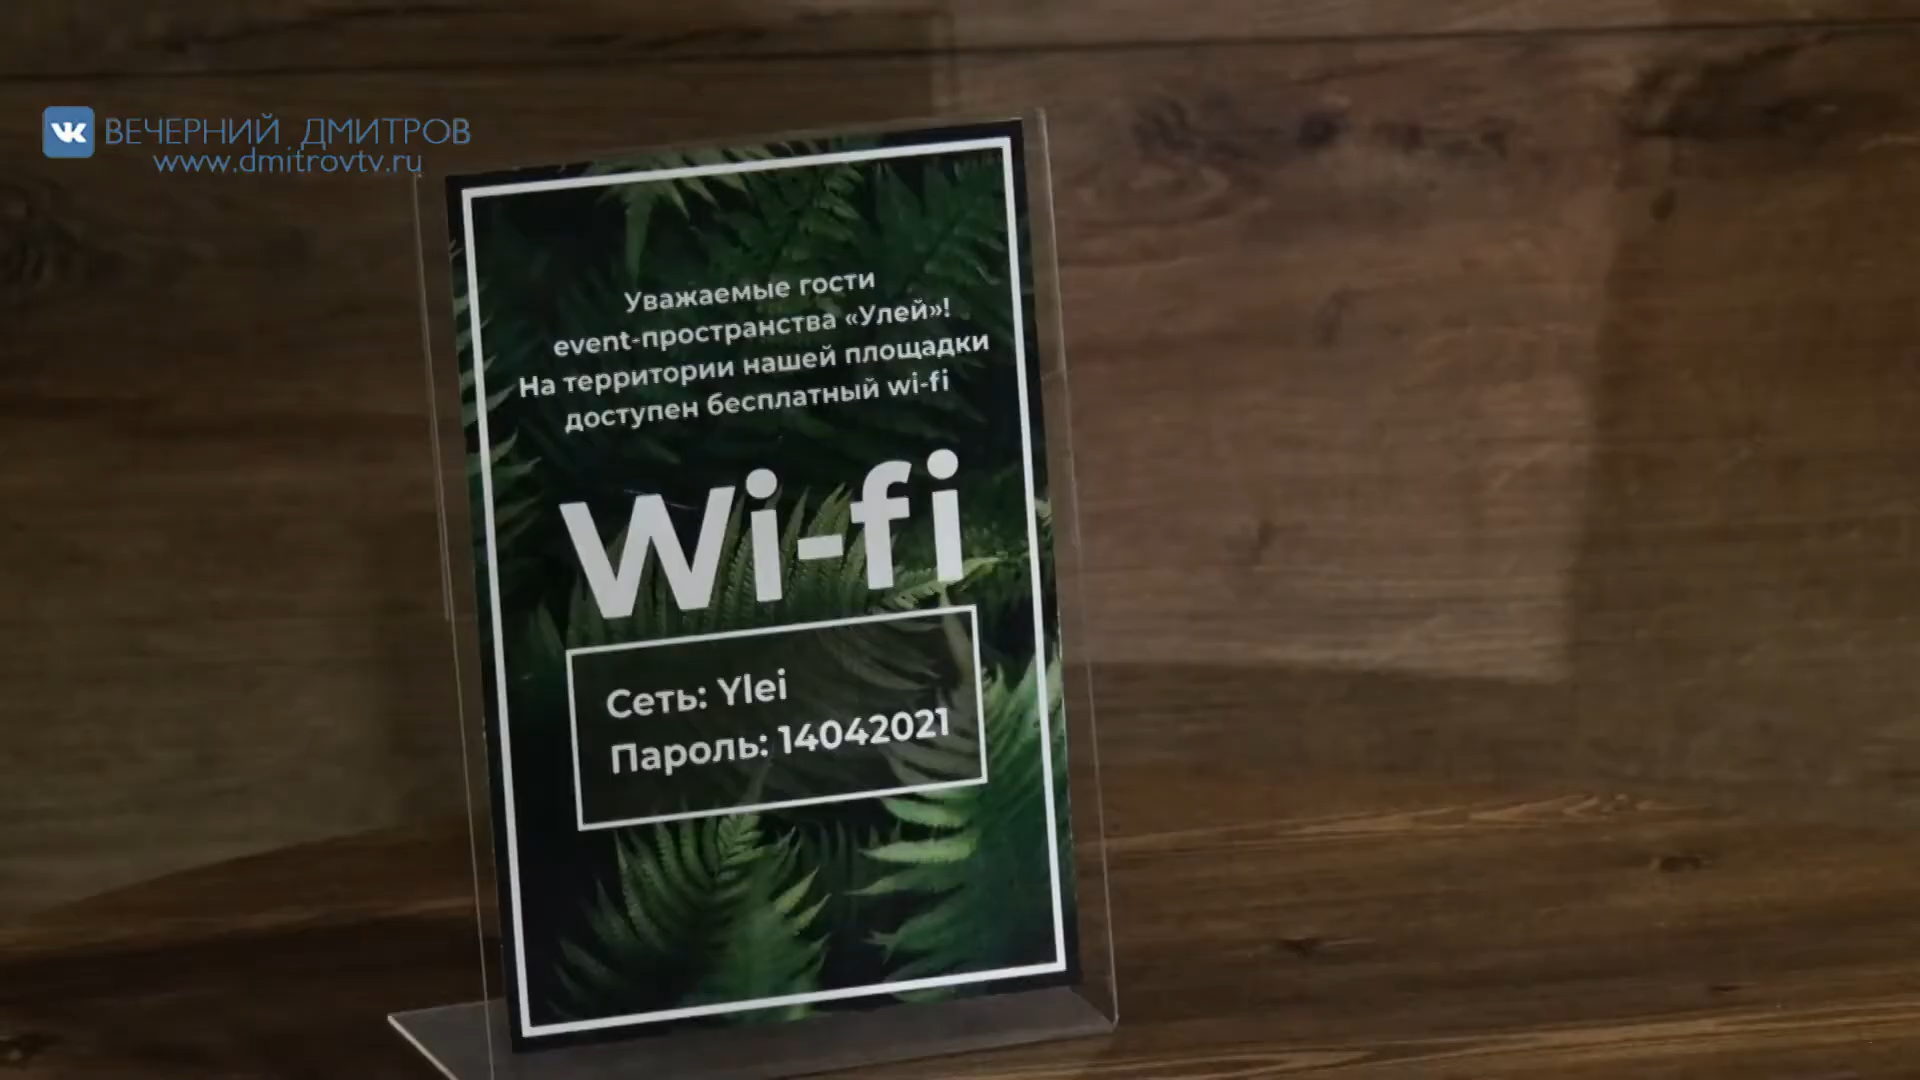 ВЕЧЕРНИЙ ДМИТРОВ
www.dmitrovtv.ru
Уважаемые гости
event-пространства «Улей»!
На территории нашей площадки
доступен бесплатный wi-fi
Wi-fi
Сеть: Ylei
Пароль: 14042021